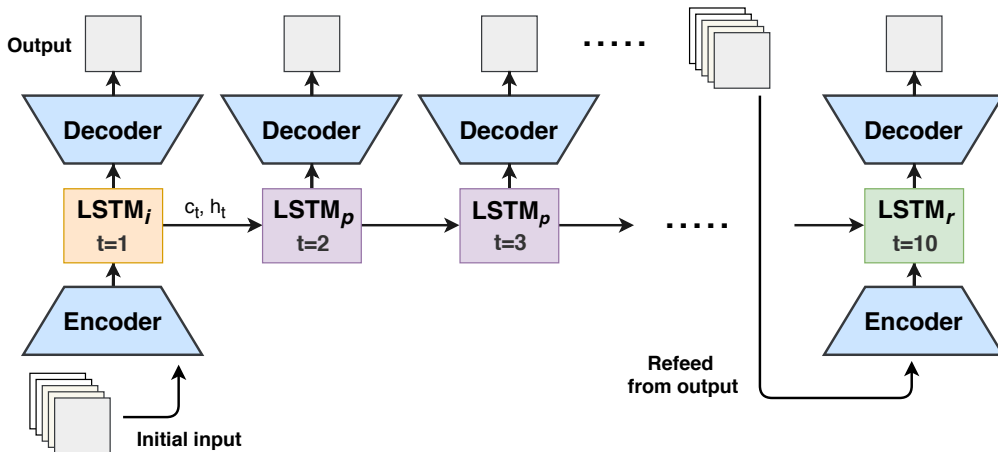 Output
Decoder
Decoder
Decoder
Decoder
LSTMi
t=1
ct, ht
LSTMp
t=2
LSTMp
t=3
LSTMr
t=10
Encoder
Encoder
Initial input
Refeed
from output